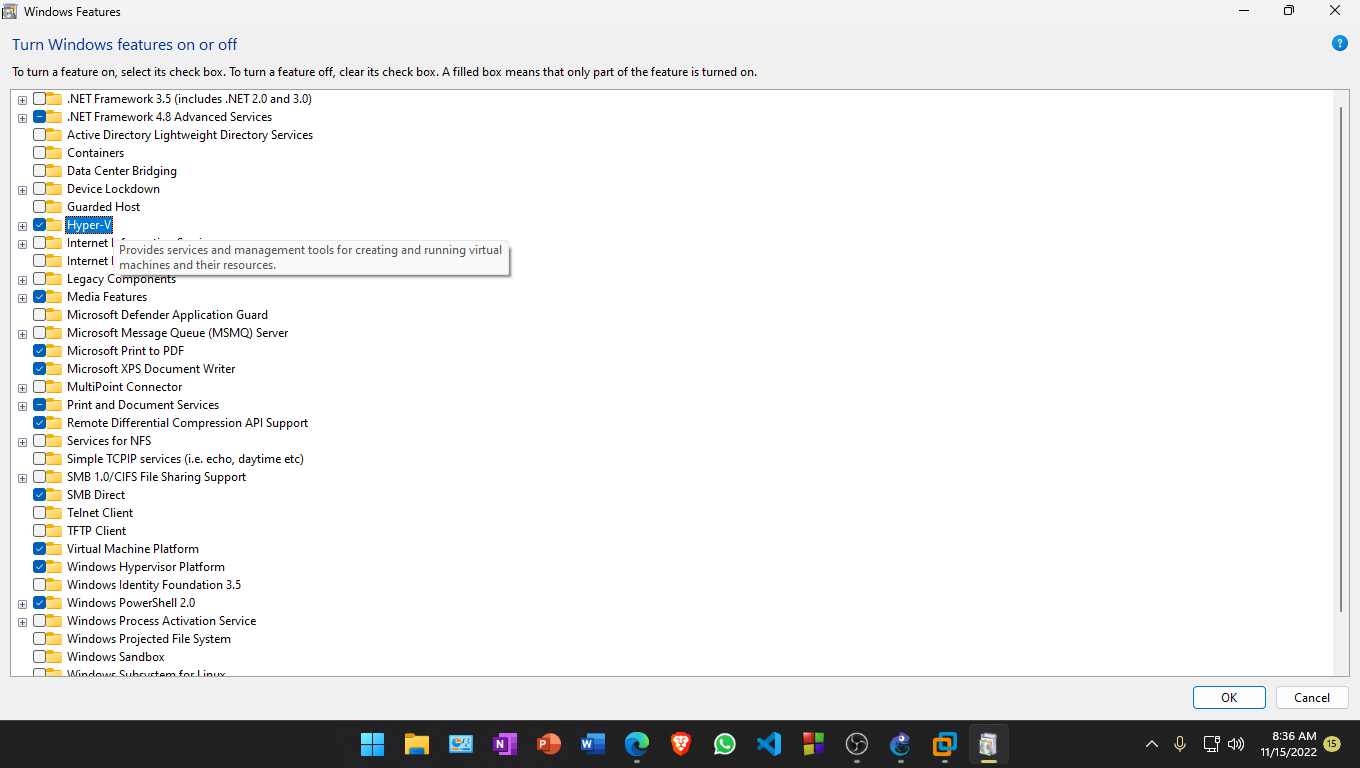 Windows Features
Turn Windows features on or off
?
To turn a feature on, select its check box. To turn a feature off, clear its check box. A filled box means that only part of the feature is turned on.
.NET Framework 3.5 (includes .NET 2.0 and 3.0)
.NET Framework 4.8 Advanced Services
Active Directory Lightweight Directory Services
Containers
Data Center Bridging
Device Lockdown
Guarded Host
Hyper-V
Internet
Provides services and management tools for creating and running virtual
Internet
machines and their resources.
Legacy Components
Media Features
Microsoft Defender Application Guard
Microsoft Message Queue (MSMQ) Server
Microsoft Print to PDF
Microsoft XPS Document Writer
MultiPoint Connector
Print and Document Services
Remote Differential Compression API Support
Services for NFS
Simple TCPIP services (i.e. echo, daytime etc)
SMB 1.0/CIFS File Sharing Support
SMB Direct
Telnet Client
TFTP Client
Virtual Machine Platform
Windows Hypervisor Platform
Windows Identity Foundation 3.5
Windows PowerShell 2.0
Windows Process Activation Service
Windows Projected File System
Windows Sandbox
Windows Subsystem for Linux
OK
Cancel
N
P
W
8:36 AM
11/15/2022
15